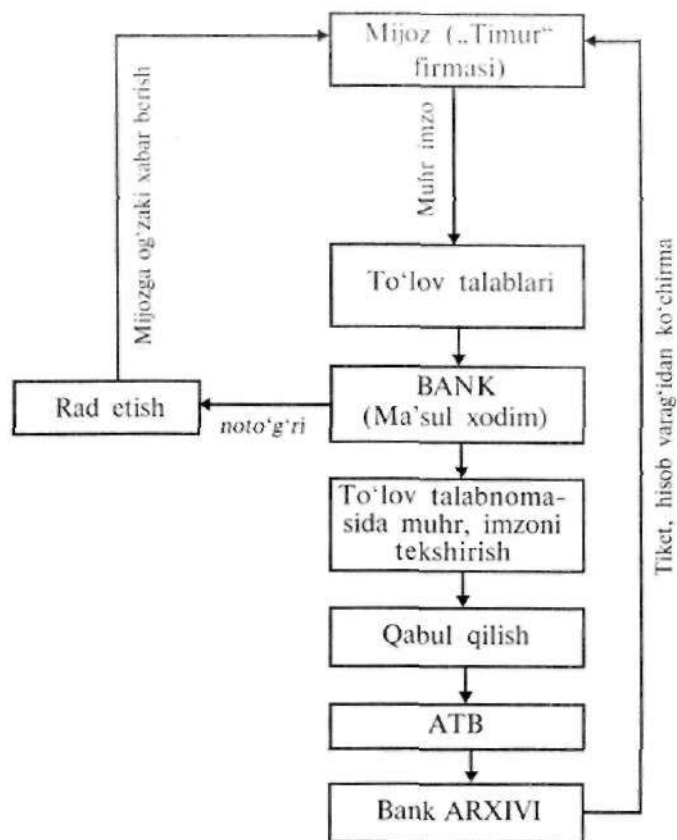 Mijoz („Timur“
firmasi)
Muhr imzo
Mijozga og‘zaki xabar berish
To‘lov talablari
BANK
(Ma'sul xodim)
noto‘g‘ri
Rad etish
To‘lov talabnoma-
sida muhr, imzoni
tekshirish
Qabul qilish
ATB
Bank ARXIVI
Tiket, hisob varag‘idan ko‘chirma